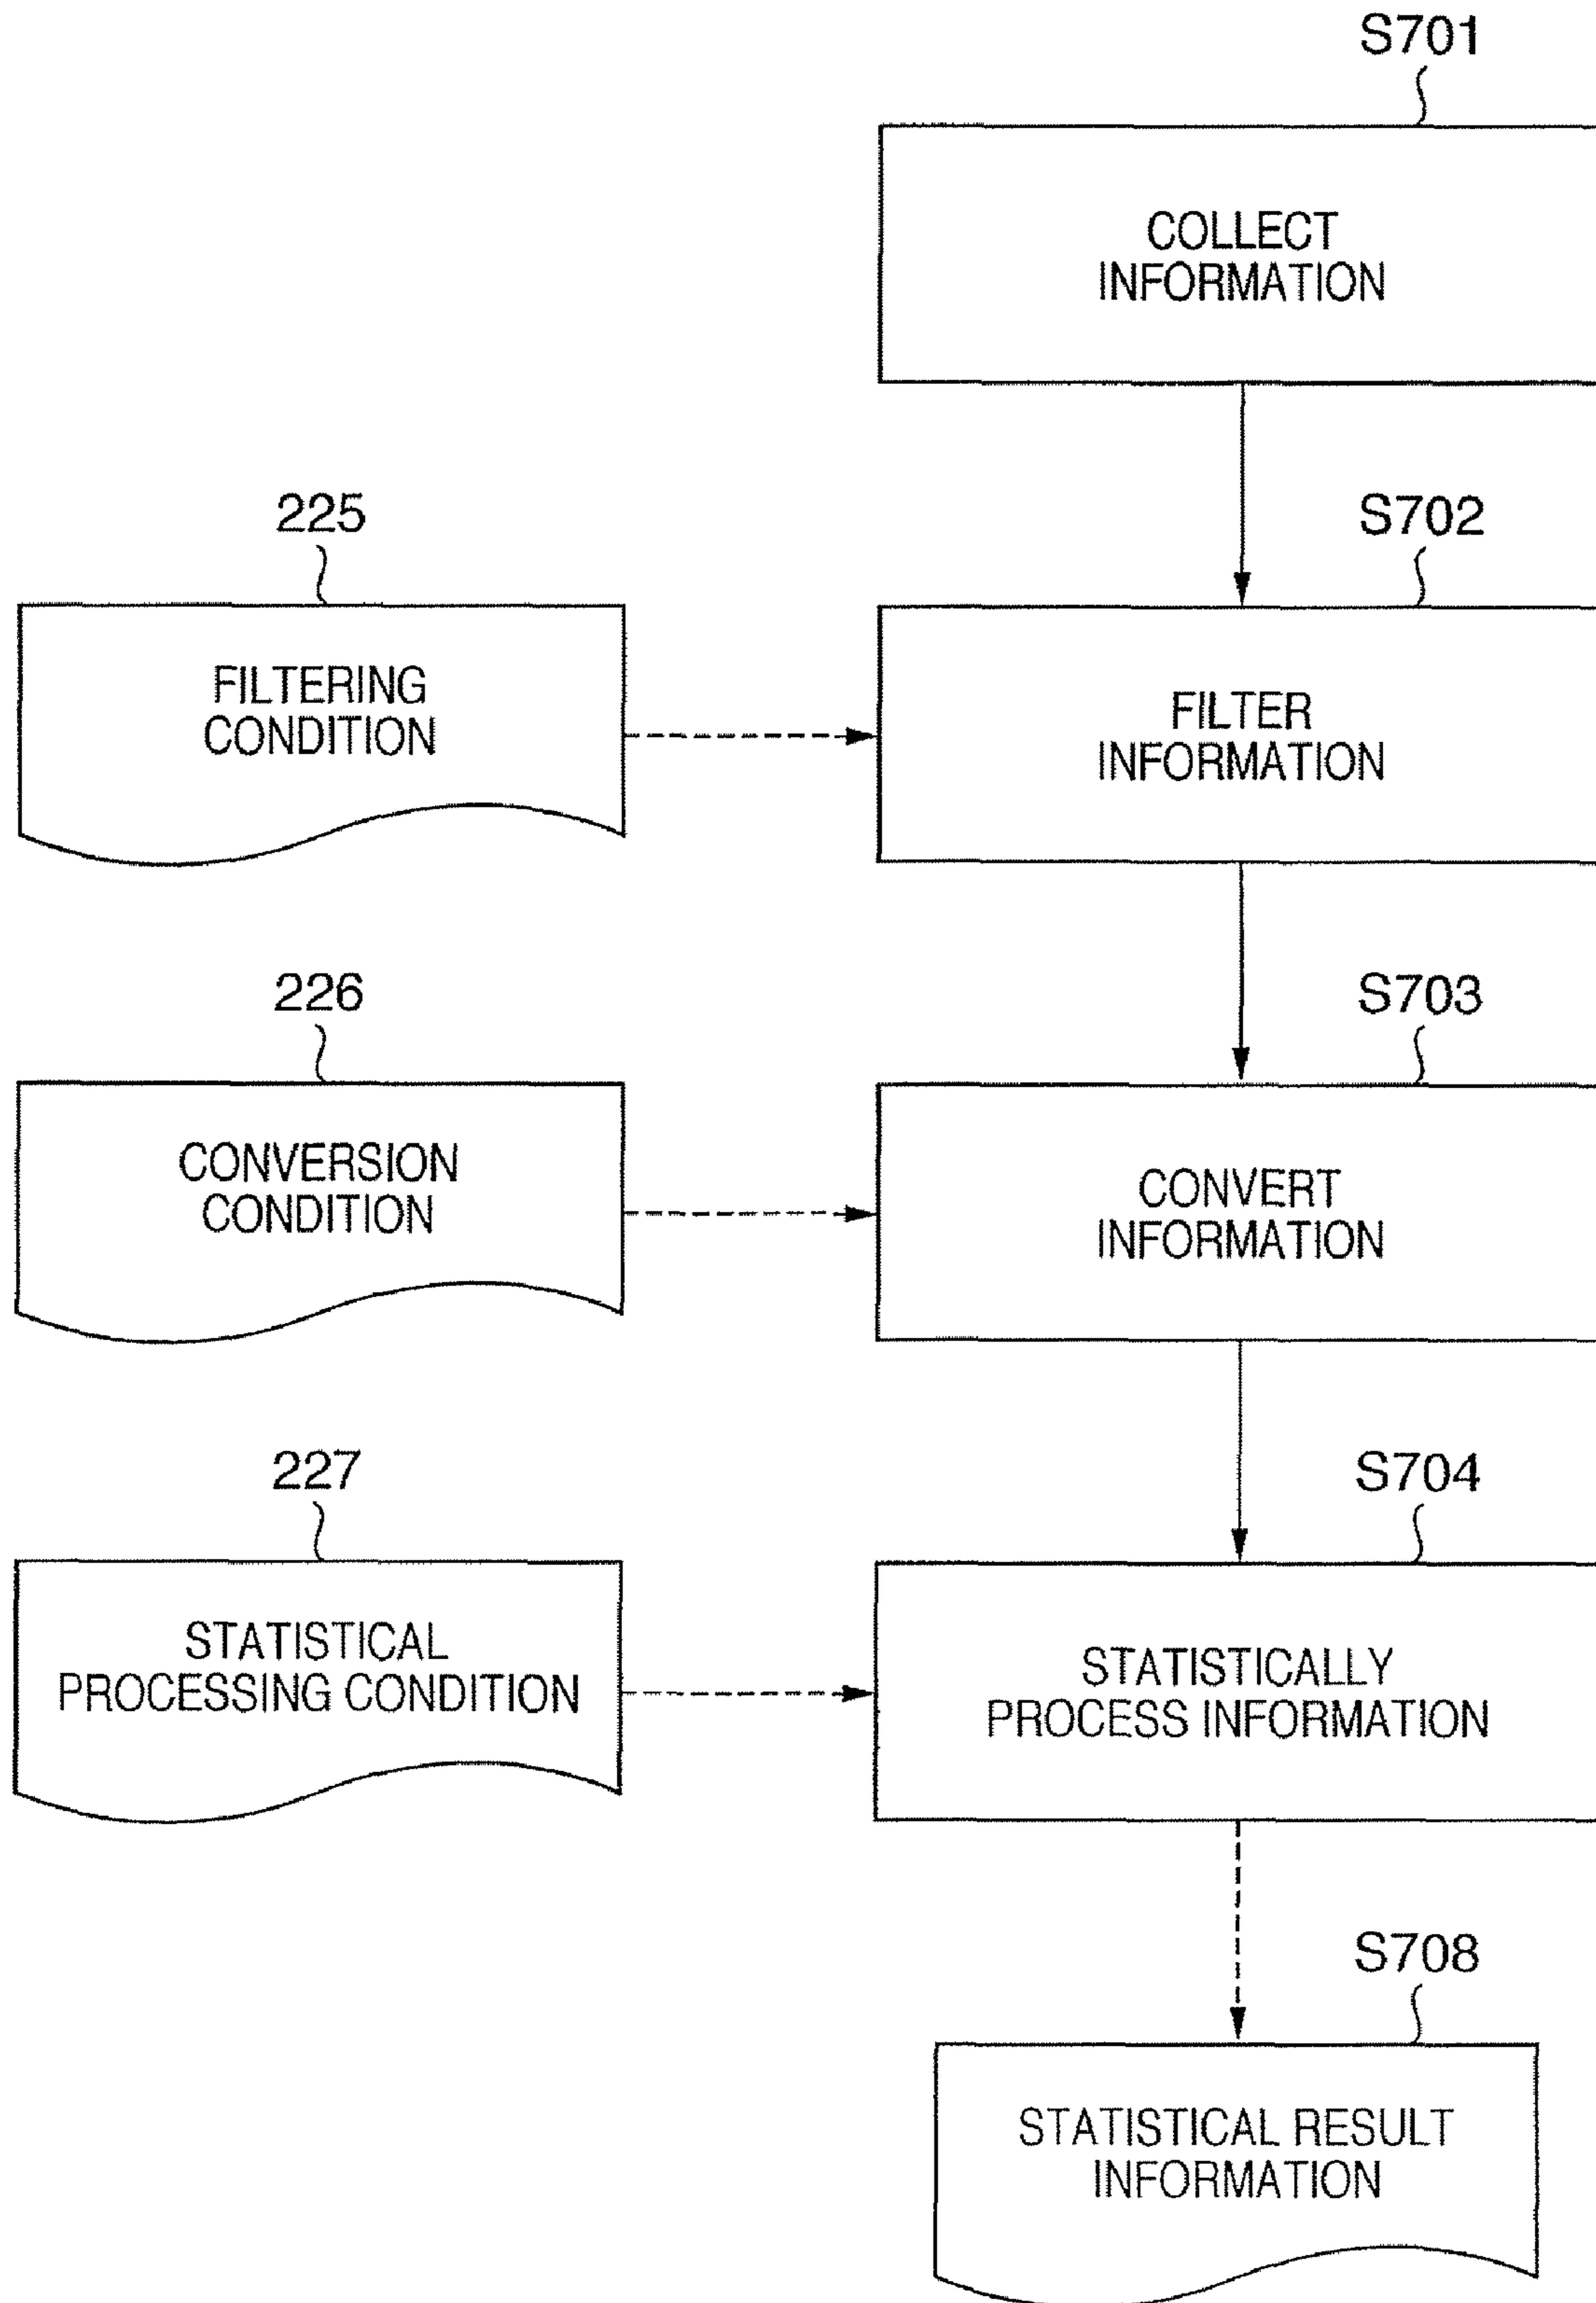 S701
COLLECT
INFORMATION
225
S702
FILTERING
CONDITION
FILTER
INFORMATION
226
S703
CONVERSION
CONDITION
CONVERT
INFORMATION
227
S704
STATISTICAL
PROCESSING CONDITION
STATISTICALLY
PROCESS INFORMATION
S708
STATISTICAL RESULT
INFORMATION